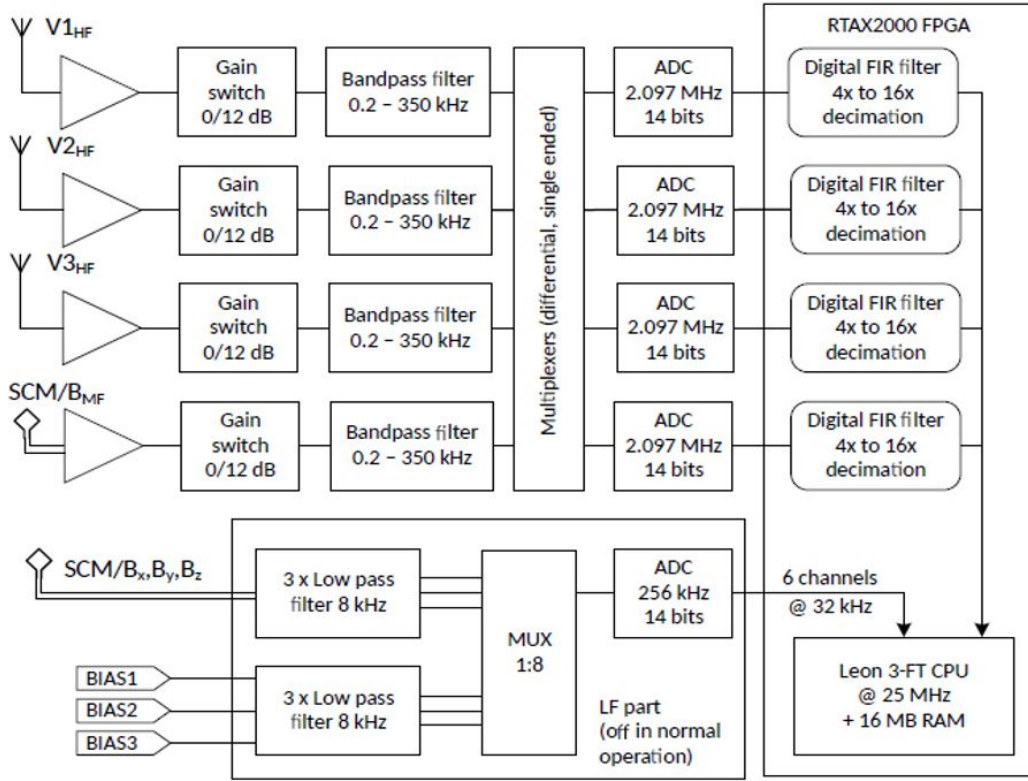 V1HF
Gain
switch
0/12 dB
Bandpass filter
0.2 – 350 kHz
Multiplexers (differential, single ended)
ADC
2.097 MHz
14 bits
RTAX2000 FPGA
Digital FIR filter
4x to 16x
decimation
V2HF
Gain
switch
0/12 dB
Bandpass filter
0.2 – 350 kHz
ADC
2.097 MHz
14 bits
Digital FIR filter
4x to 16x
decimation
V3HF
Gain
switch
0/12 dB
Bandpass filter
0.2 – 350 kHz
ADC
2.097 MHz
14 bits
Digital FIR filter
4x to 16x
decimation
SCM/BMF
Gain
switch
0/12 dB
Bandpass filter
0.2 – 350 kHz
ADC
2.097 MHz
14 bits
Digital FIR filter
4x to 16x
decimation
SCM/Bx,By,Bz
3 x Low pass
filter 8 kHz
MUX
1:8
ADC
256 kHz
14 bits
6 channels
@ 32 kHz
BIAS1
BIAS2
BIAS3
3 x Low pass
filter 8 kHz
LF part
(off in normal
operation)
Leon 3-FT CPU
@ 25 MHz
+ 16 MB RAM